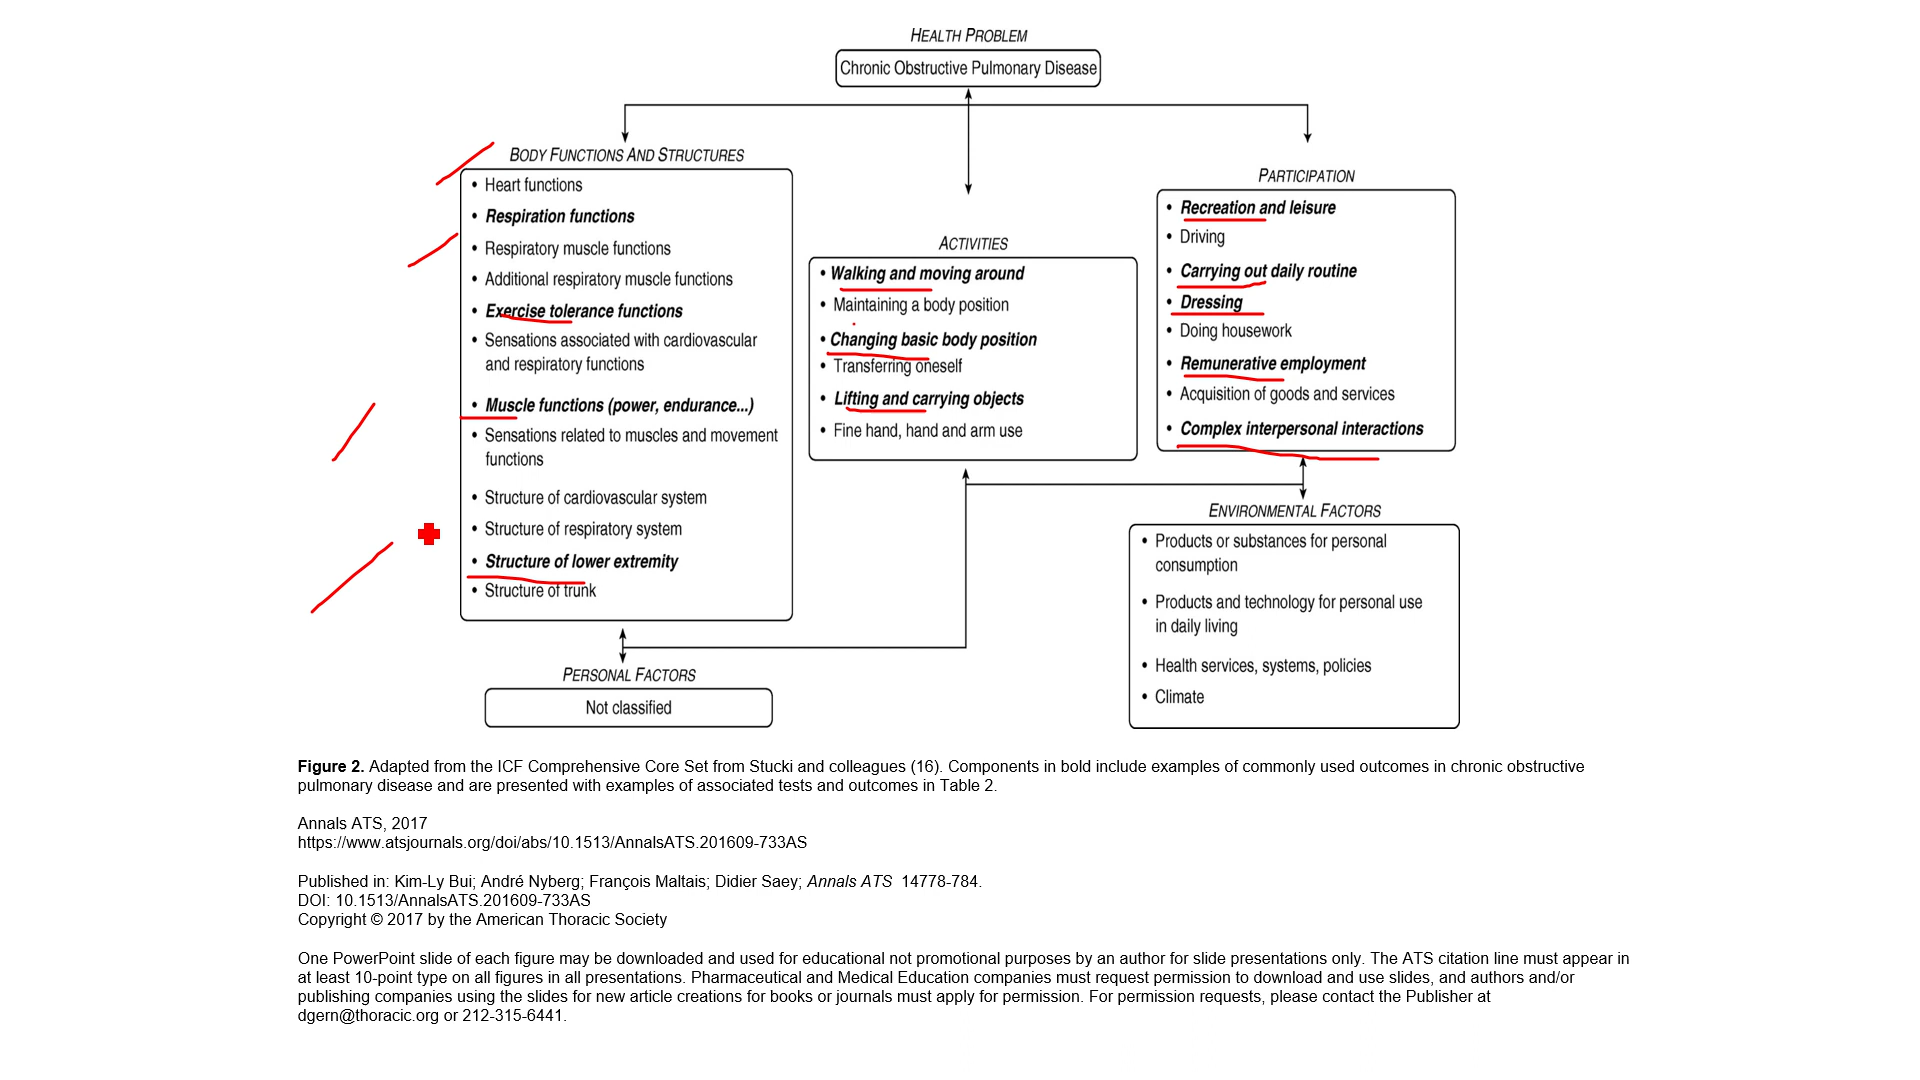 HEALTH PROBLEM
Chronic Obstructive Pulmonary Disease
BODY FUNCTIONS AND STRUCTURES
• Heart functions
• Respiration functions
• Respiratory muscle functions
• Additional respiratory muscle functions
• Exercise tolerance functions
• Sensations associated with cardiovascular
and respiratory functions
• Muscle functions (power, endurance...)
• Sensations related to muscles and movement
functions
• Structure of cardiovascular system
• Structure of respiratory system
• Structure of lower extremity
• Structure of trunk
ACTIVITIES
• Walking and moving around
• Maintaining a body position
• Changing basic body position
• Transferring oneself
• Lifting and carrying objects
• Fine hand, hand and arm use
PARTICIPATION
• Recreation and leisure
• Driving
• Carrying out daily routine
• Dressing
• Doing housework
• Remunerative employment
• Acquisition of goods and services
• Complex interpersonal interactions
ENVIRONMENTAL FACTORS
• Products or substances for personal
consumption
• Products and technology for personal use
in daily living
• Health services, systems, policies
• Climate
PERSONAL FACTORS
Not classified
Figure 2. Adapted from the ICF Comprehensive Core Set from Stucki and colleagues (16). Components in bold include examples of commonly used outcomes in chronic obstructive
pulmonary disease and are presented with examples of associated tests and outcomes in Table 2.
Annals ATS, 2017
https://www.atsjournals.org/doi/abs/10.1513/AnnalsATS.201609-733AS
Published in: Kim-Ly Bui; André Nyberg; François Maltais; Didier Saey; Annals ATS 14778-784.
DOI: 10.1513/AnnalsATS.201609-733AS
Copyright © 2017 by the American Thoracic Society
One PowerPoint slide of each figure may be downloaded and used for educational not promotional purposes by an author for slide presentations only. The ATS citation line must appear in
at least 10-point type on all figures in all presentations. Pharmaceutical and Medical Education companies must request permission to download and use slides, and authors and/or
publishing companies using the slides for new article creations for books or journals must apply for permission. For permission requests, please contact the Publisher at
dgern@thoracic.org or 212-315-6441.